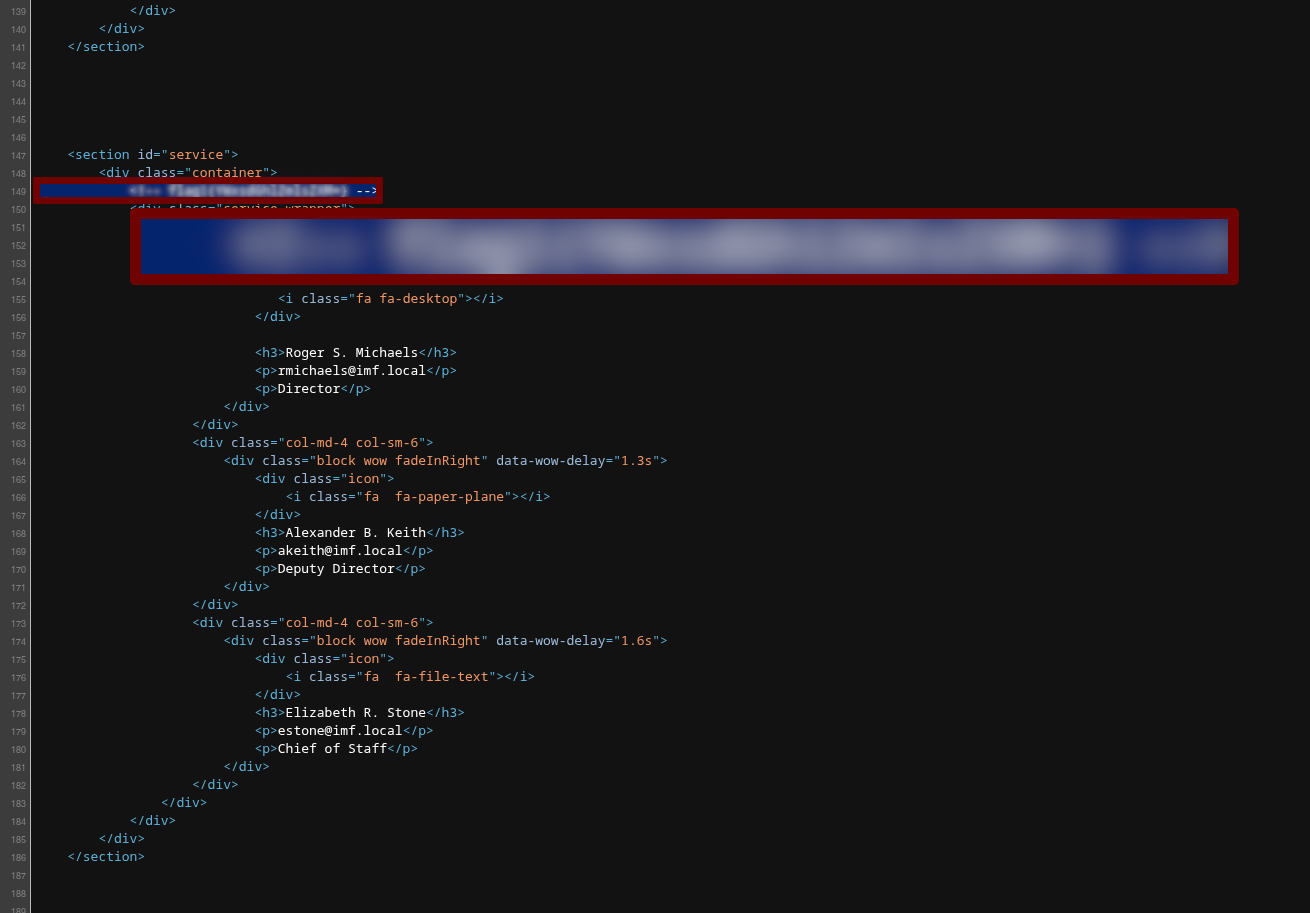 139 </div>
140 </div>
141 </section>
142
143
144
145
146
147 <section id="service">
148 <div class="container">
149 -->
150 <div class="service-wrapper">
151
152
153
154
155 <i class="fa fa-desktop"></i>
156 </div>
157
158 <h3>Roger S. Michaels</h3>
159 <p>rmichaels@imf.local</p>
160 <p>Director</p>
161 </div>
162 </div>
163 <div class="col-md-4 col-sm-6">
164 <div class="block wow fadeInRight" data-wow-delay="1.3s">
165 <div class="icon">
166 <i class="fa  fa-paper-plane"></i>
167 </div>
168 <h3>Alexander B. Keith</h3>
169 <p>akeith@imf.local</p>
170 <p>Deputy Director</p>
171 </div>
172 </div>
173 <div class="col-md-4 col-sm-6">
174 <div class="block wow fadeInRight" data-wow-delay="1.6s">
175 <div class="icon">
176 <i class="fa  fa-file-text"></i>
177 </div>
178 <h3>Elizabeth R. Stone</h3>
179 <p>estone@imf.local</p>
180 <p>Chief of Staff</p>
181 </div>
182 </div>
183 </div>
184 </div>
185 </div>
186 </section>
187
188
189